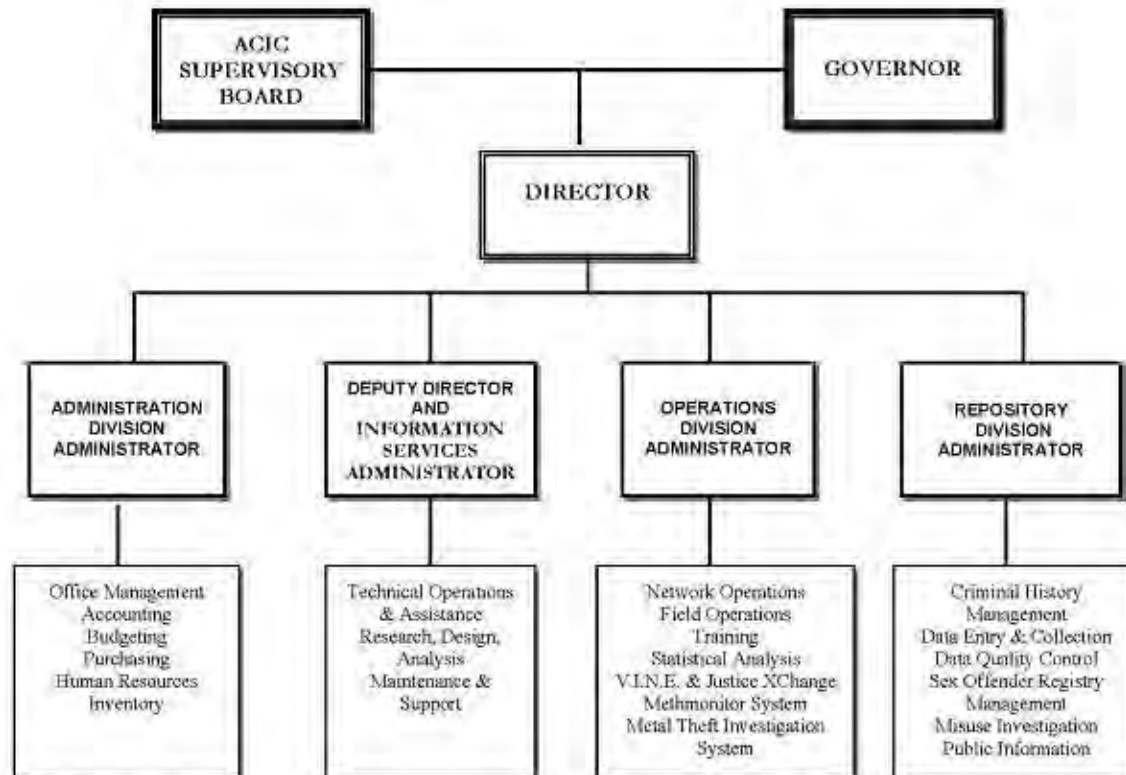 ACIC
SUPERVISORY
BOARD
GOVERNOR
DIRECTOR
ADMINISTRATION
DIVISION
ADMINISTRATOR
DEPUTY DIRECTOR
AND
INFORMATION
SERVICES
ADMINISTRATOR
OPERATIONS
DIVISION
ADMINISTRATOR
REPOSITORY
DIVISION
ADMINISTRATOR
Office Management
Accounting
Budgeting
Purchasing
Human Resources
Inventory
Technical Operations
& Assistance
Research, Design,
Analysis
Maintenance &
Support
Network Operations
Field Operations
Training
Statistical Analysis
V.I.N.E. & Justice XChange
Methmonitor System
Metal Theft Investigation
System
Criminal History
Management
Data Entry & Collection
Data Quality Control
Sex Offender Registry
Management
Misuse Investigation
Public Information